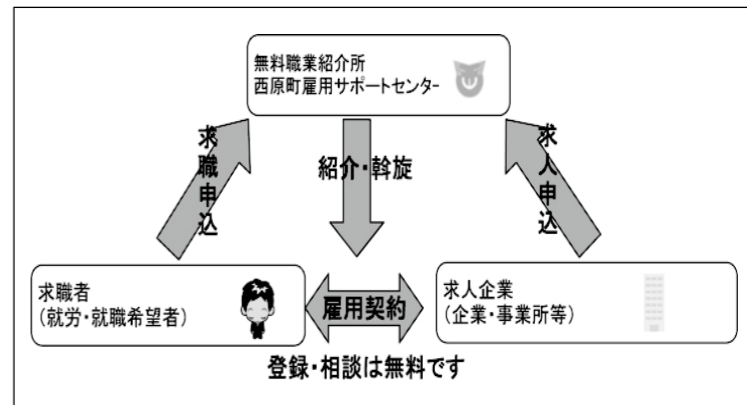 無料職業紹介所
西原町雇用サポートセンター
求職申込
紹介・斡旋
求人申込
求職者
(就労・就職希望者)
雇用契約
求人企業
(企業・事業所等)
登録・相談は無料です